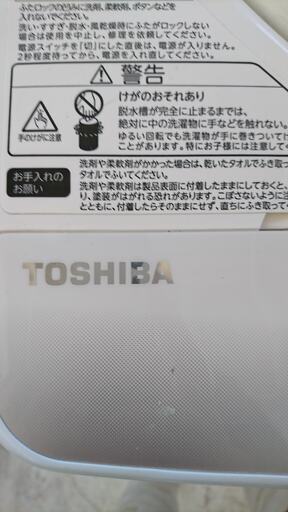 ふたロックのためか に洗剤、柔軟剤、ボタンなどを
入れないでください。
洗い・すすぎ・脱水・風乾燥時にふたがロックしない
場合は使用を中止し、修理を依頼してください。
電源スイッチを「切」にした直後は、電源が入りません。
2秒程度待ってから、電源を入れ直してください。
警告
けがのおそれあり
脱水槽が完全に止まるまでは、
絶対に中の洗濯物に手などを触れない。
ゆるい回転でも洗濯物が手に巻きついて
けがをすることがあります。特にお子様には注意
手のけがに注意
お手入れの
お願い
洗剤や柔軟剤がかかった場合は、乾いたタオルでふき取っ
タオルでふいてください。
洗剤や柔軟剤は製品表面に付着したままにしておくと、
り、塗装がはがれる恐れがあります。こぼさないように
とともに、付着したらそのままにせず、直ちにふき取って
TOSHIBA